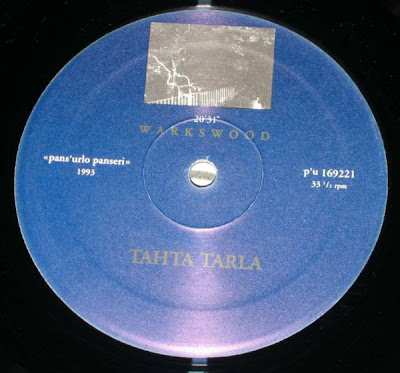 20'31"
WARKSWOOD
«pans'urlo panseri»
1993
p'u 169221
33 ¹/₃ rpm
TAHTA TARLA